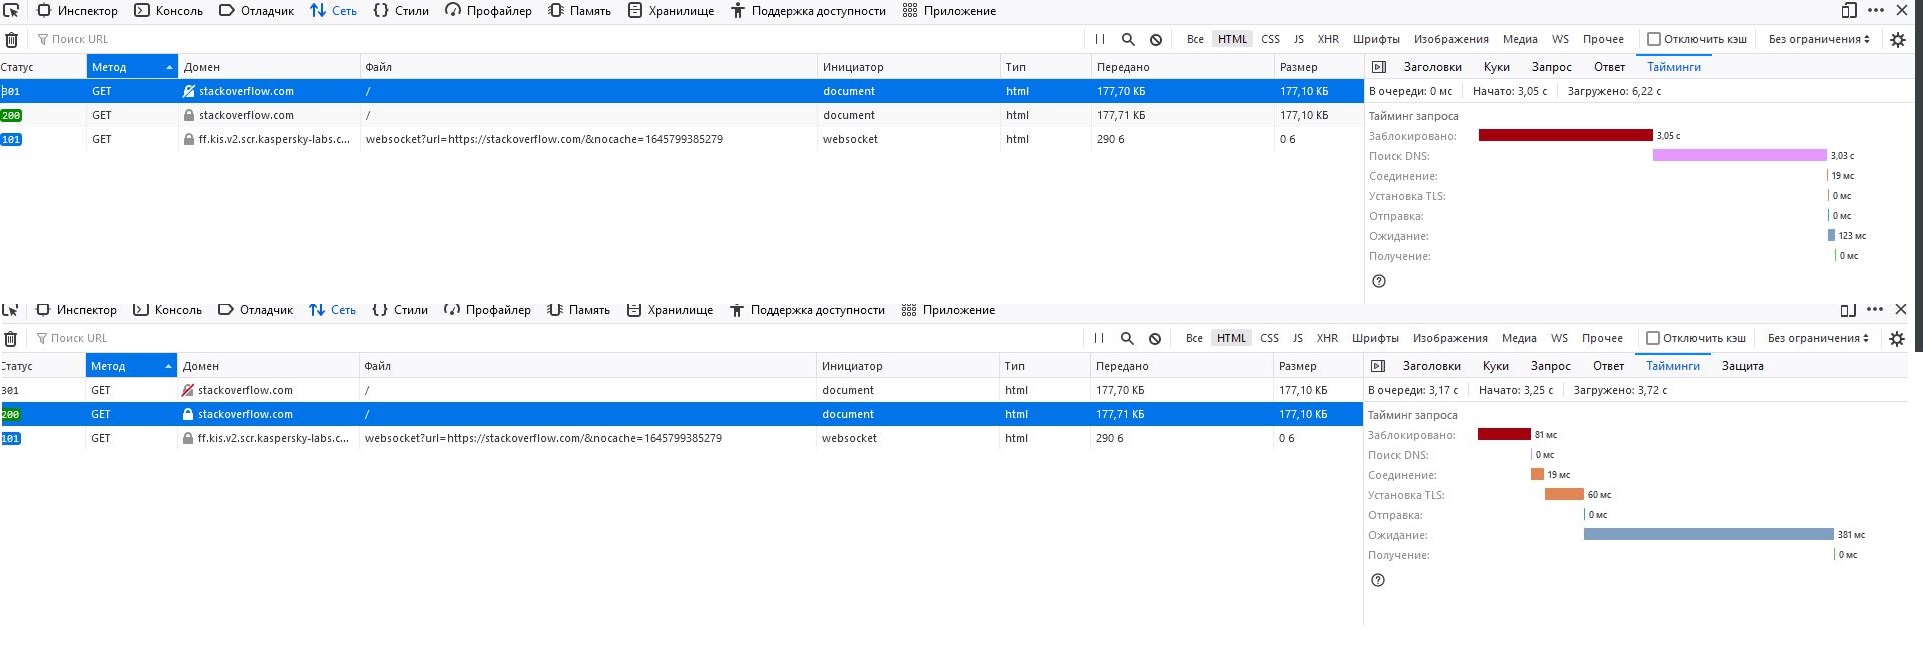 Инспектор Консоль Отладчик Сеть Стили Профайлер Память Хранилище Поддержка доступности Приложение
Поиск URL Все HTML CSS JS XHR Шрифты Изображения Медиа WS Прочее Отключить кэш Без ограничения
Статус Метод Домен Файл Инициатор Тип Передано Размер
301 GET stackoverflow.com / document html 177,70 КБ 177,10 КБ
200 GET stackoverflow.com / document html 177,71 КБ 177,10 КБ
101 GET ff.kis.v2.scr.kaspersky-labs.c... websocket?url=https://stackoverflow.com/&nocache=1645799385279 websocket html 290 б 0 б
Заголовки Куки Запрос Ответ Тайминги
В очереди: 0 мс Начато: 3,05 с Загружено: 6,22 с
Тайминг запроса
Заблокировано: 3,05 с
Поиск DNS: 3,03 с
Соединение: 19 мс
Установка TLS: 0 мс
Отправка: 0 мс
Ожидание: 123 мс
Получение: 0 мс
Инспектор Консоль Отладчик Сеть Стили Профайлер Память Хранилище Поддержка доступности Приложение
Поиск URL Все HTML CSS JS XHR Шрифты Изображения Медиа WS Прочее Отключить кэш Без ограничения
Статус Метод Домен Файл Инициатор Тип Передано Размер
301 GET stackoverflow.com / document html 177,70 КБ 177,10 КБ
200 GET stackoverflow.com / document html 177,71 КБ 177,10 КБ
101 GET ff.kis.v2.scr.kaspersky-labs.c... websocket?url=https://stackoverflow.com/&nocache=1645799385279 websocket html 290 б 0 б
Заголовки Куки Запрос Ответ Тайминги Защита
В очереди: 3,17 с Начато: 3,25 с Загружено: 3,72 с
Тайминг запроса
Заблокировано: 81 мс
Поиск DNS: 0 мс
Соединение: 19 мс
Установка TLS: 60 мс
Отправка: 0 мс
Ожидание: 381 мс
Получение: 0 мс